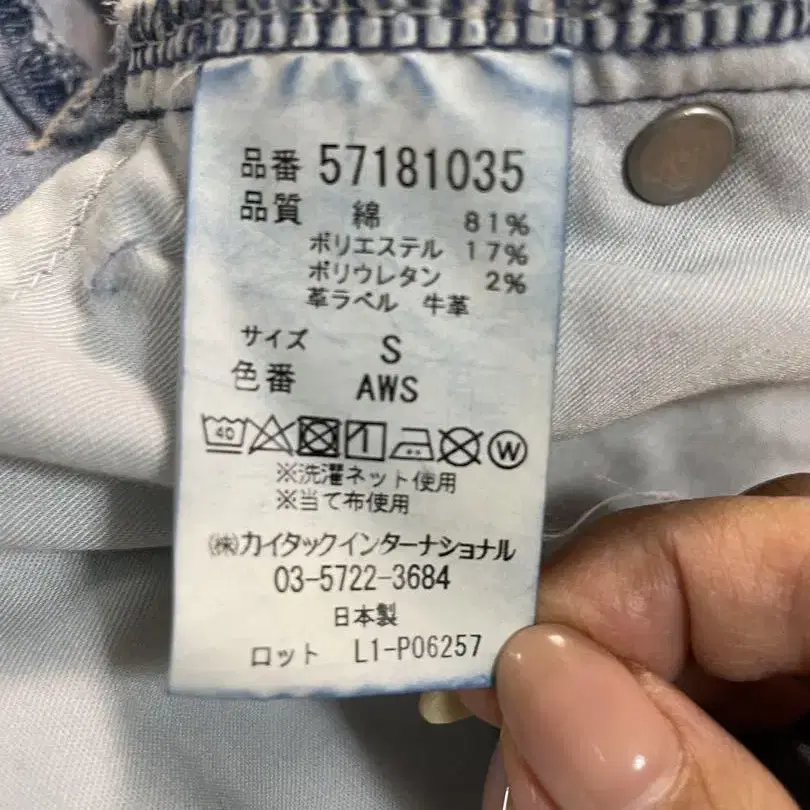 品番 57181035
品質 綿 81%
ポリエステル 17%
ポリウレタン 2%
革ラベル 牛革
サイズ S
色番 AWS
40 W
※洗濯ネット使用
※当て布使用
㈱カイタックインターナショナル
03-5722-3684
日本製
ロット L1-P06257